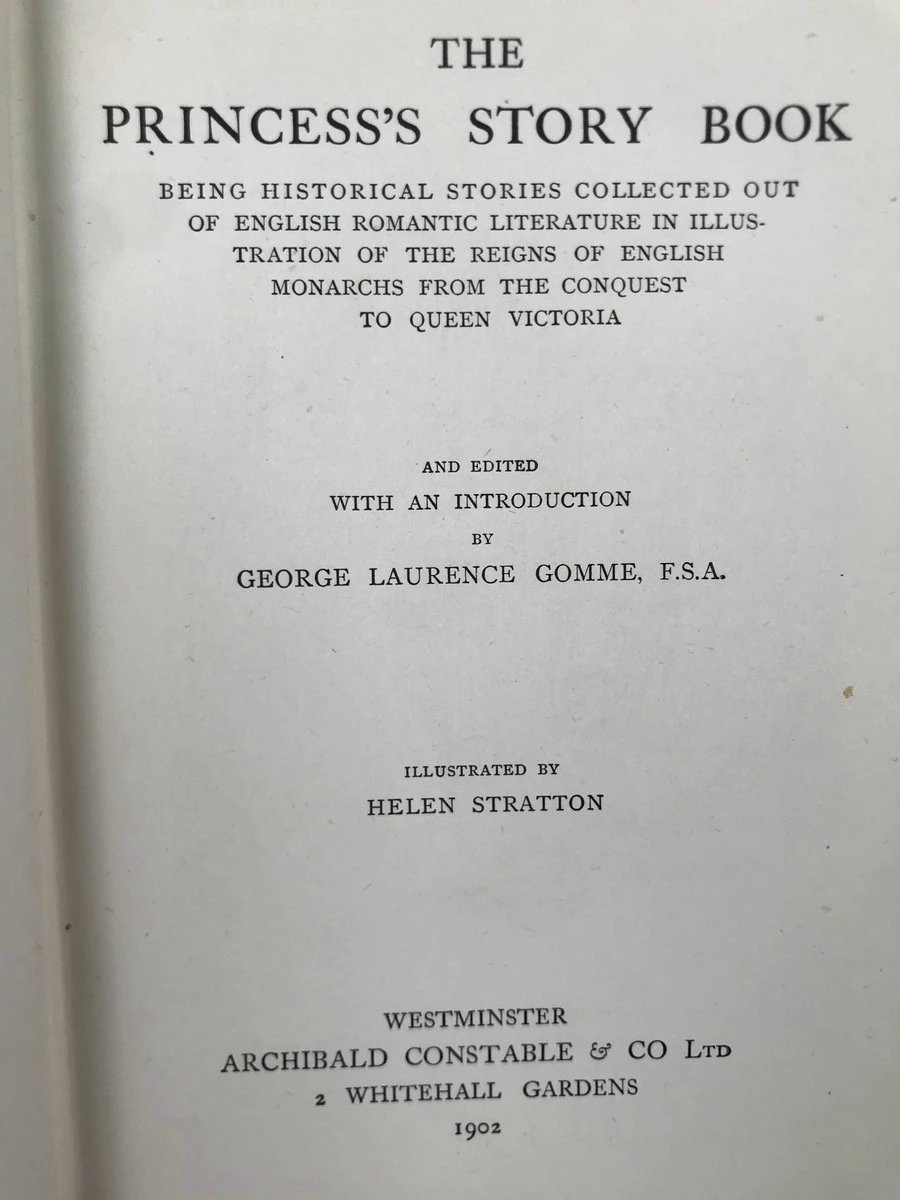 THE
PRINCESS'S STORY BOOK
BEING HISTORICAL STORIES COLLECTED OUT
OF ENGLISH ROMANTIC LITERATURE IN ILLUS-
TRATION OF THE REIGNS OF ENGLISH
MONARCHS FROM THE CONQUEST
TO QUEEN VICTORIA
AND EDITED
WITH AN INTRODUCTION
BY
GEORGE LAURENCE GOMME, F.S.A.
ILLUSTRATED BY
HELEN STRATTON
WESTMINSTER
ARCHIBALD CONSTABLE & CO LTD
2 WHITEHALL GARDENS
1902